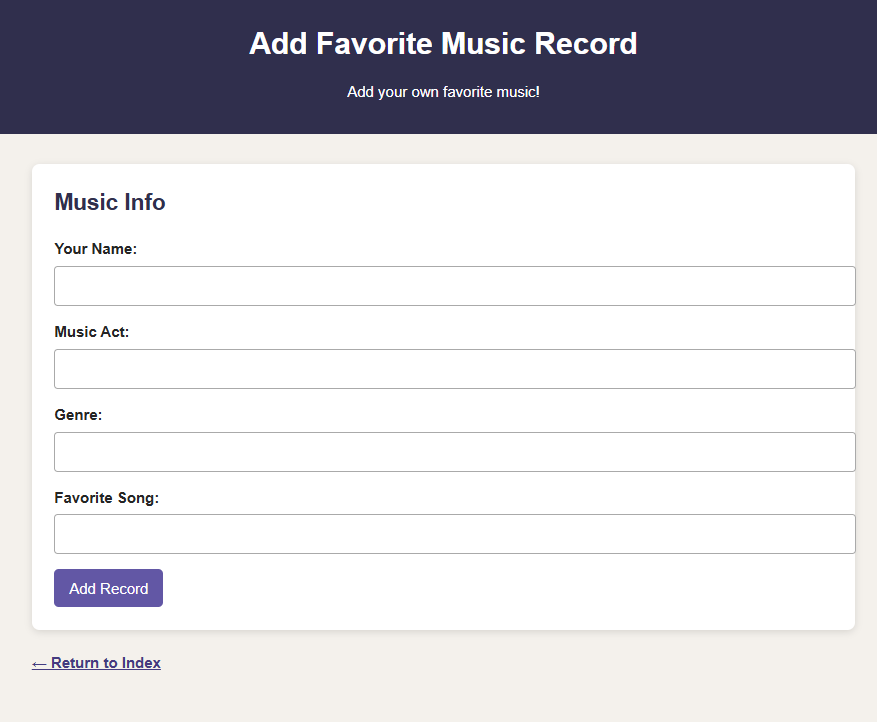 Add Favorite Music Record
Add your own favorite music!
Music Info
Your Name:
Music Act:
Genre:
Favorite Song:
Add Record
← Return to Index